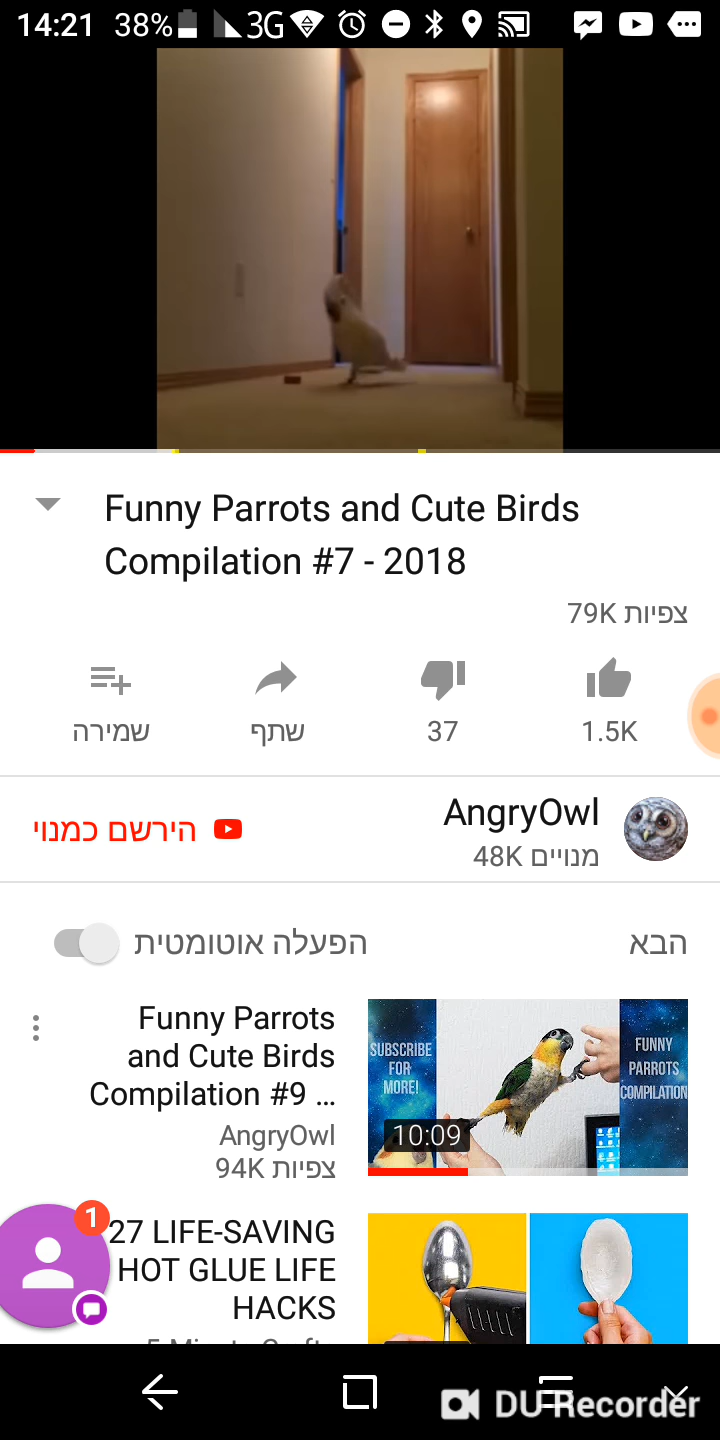 14:21 38% 3G
Funny Parrots and Cute Birds
Compilation #7 - 2018
79K צפיות
1.5K
37
שתף
שמירה
AngryOwl
48K מנויים
הירשם כמנוי
הבא
הפעלה אוטומטית
Funny Parrots
and Cute Birds
Compilation #9 ...
AngryOwl
94K צפיות
SUBSCRIBE
FOR
MORE!
FUNNY
PARROTS
COMPILATION
10:09
1
27 LIFE-SAVING
HOT GLUE LIFE
HACKS
DU Recorder